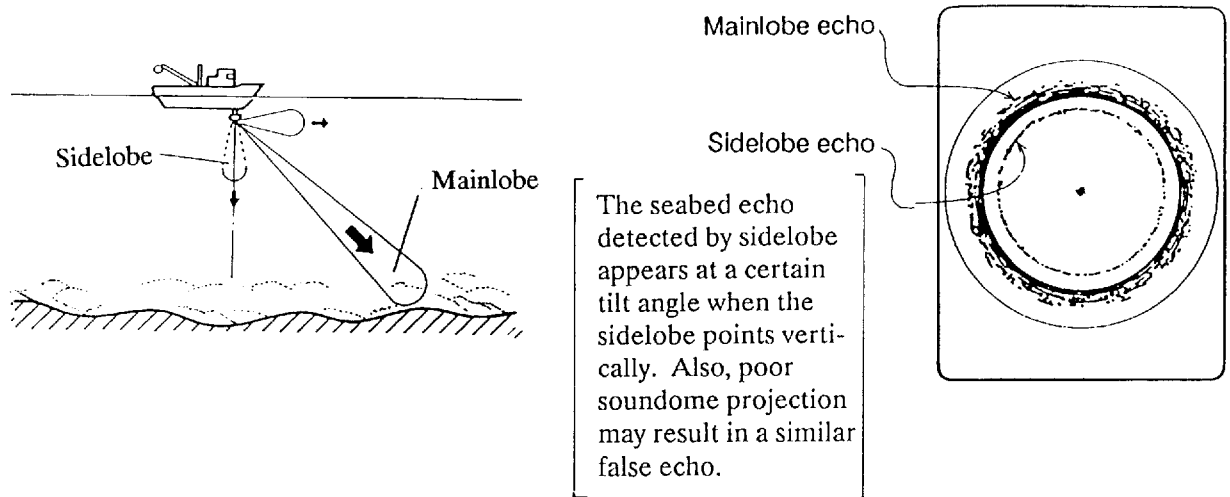 Sidelobe
Mainlobe
The seabed echo
detected by sidelobe
appears at a certain
tilt angle when the
sidelobe points verti-
cally. Also, poor
soundome projection
may result in a similar
false echo.
Mainlobe echo
Sidelobe echo